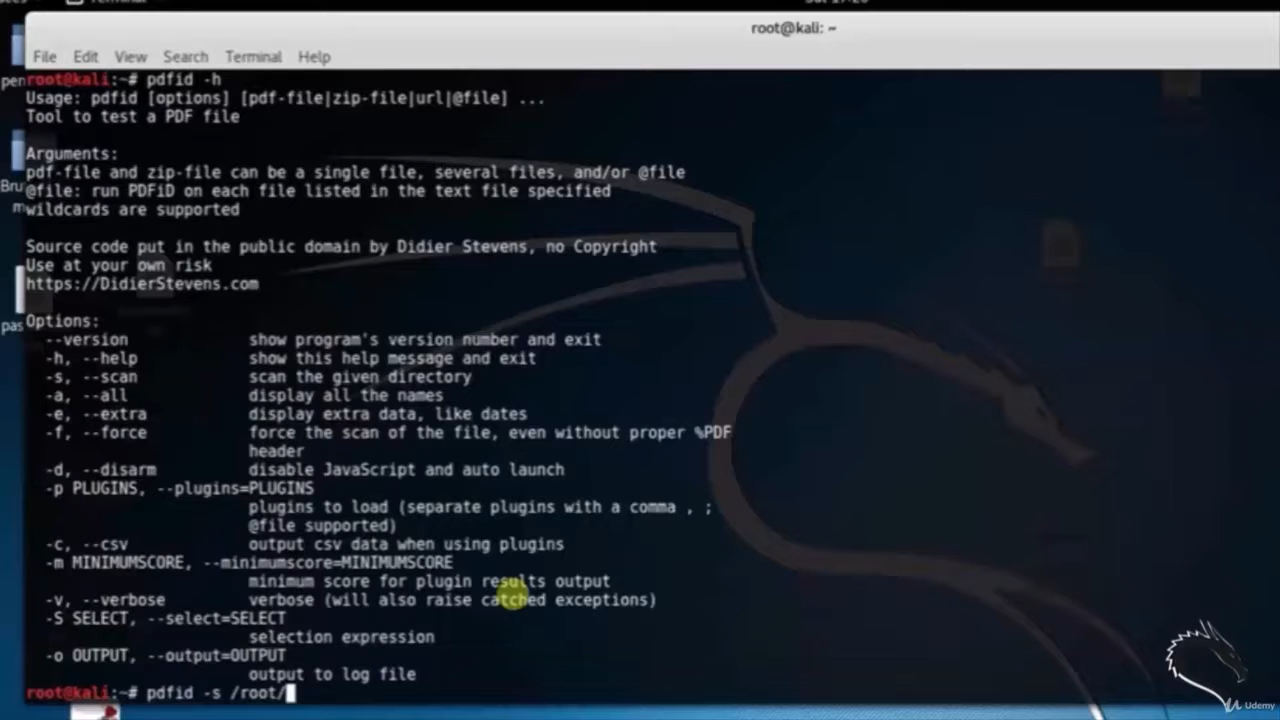 root@kali: ~
File Edit View Search Terminal Help
root@kali:~# pdfid -h
Usage: pdfid [options] [pdf-file|zip-file|url|@file] ...
Tool to test a PDF file
Arguments:
pdf-file and zip-file can be a single file, several files, and/or @file
@file: run PDFiD on each file listed in the text file specified
wildcards are supported
Source code put in the public domain by Didier Stevens, no Copyright
Use at your own risk
https://DidierStevens.com
Options:
--version show program's version number and exit
-h, --help show this help message and exit
-s, --scan scan the given directory
-a, --all display all the names
-e, --extra display extra data, like dates
-f, --force force the scan of the file, even without proper %PDF
header
-d, --disarm disable JavaScript and auto launch
-p PLUGINS, --plugins=PLUGINS
plugins to load (separate plugins with a comma , ;
@file supported)
-c, --csv output csv data when using plugins
-m MINIMUMSCORE, --minimumscore=MINIMUMSCORE
minimum score for plugin results output
-v, --verbose verbose (will also raise catched exceptions)
-S SELECT, --select=SELECT
selection expression
-o OUTPUT, --output=OUTPUT
output to log file
root@kali:~# pdfid -s /root/
Udemy